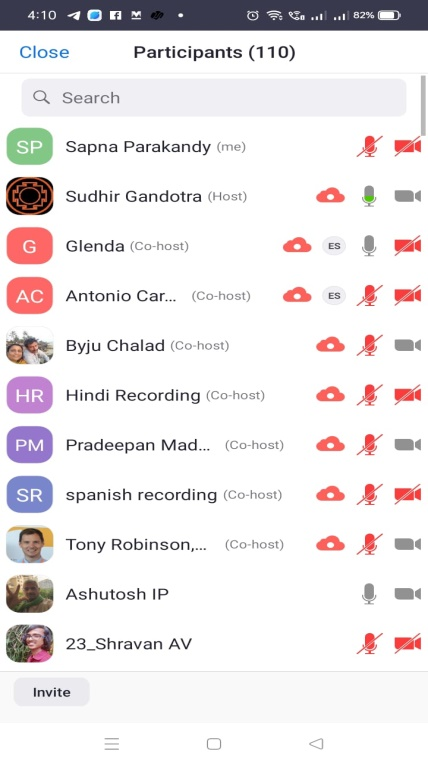 4:10 82%
Close Participants (110)
Search
SP Sapna Parakandy (me)
Sudhir Gandotra (Host)
G Glenda (Co-host) ES
AC Antonio Car... (Co-host) ES
Byju Chalad (Co-host)
HR Hindi Recording (Co-host)
PM Pradeepan Mad... (Co-host)
SR spanish recording (Co-host)
Tony Robinson,... (Co-host)
Ashutosh IP
23_Shravan AV
Invite